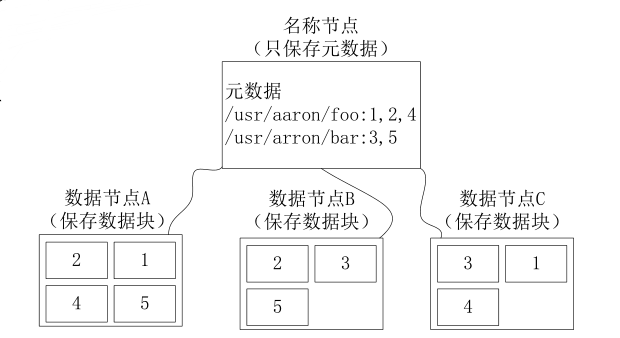 名称节点
（只保存元数据）
元数据
/usr/aaron/foo:1,2,4
/usr/arron/bar:3,5
数据节点A
（保存数据块）
2 1
4 5
数据节点B
（保存数据块）
2 3
5
数据节点C
（保存数据块）
3 1
4